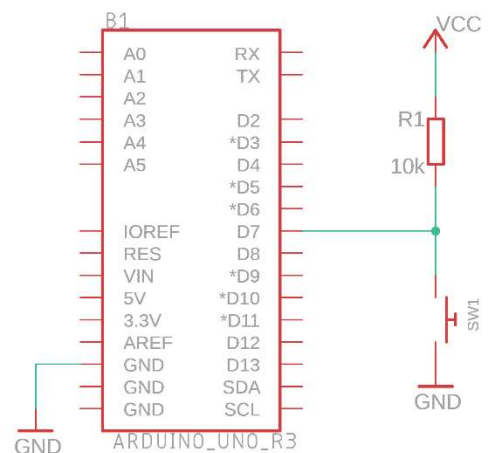 B1
VCC
A0 RX
A1 TX
A2
A3 D2
A4 *D3
A5 D4
*D5
*D6
IOREF D7
RES D8
VIN *D9
5V *D10
3.3V *D11
AREF D12
GND D13
GND SDA
GND SCL
ARDUINO_UNO_R3
GND
R1
10k
SW1
GND